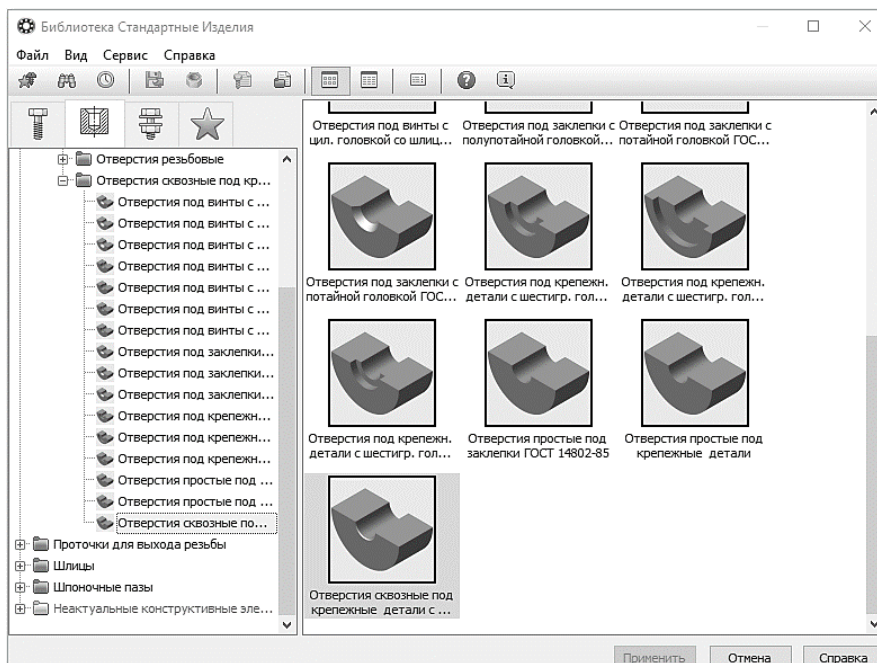 Библиотека Стандартные Изделия
Файл Вид Сервис Справка
Отверстия резьбовые
Отверстия сквозные под кр...
Отверстия под винты с ...
Отверстия под винты с ...
Отверстия под винты с ...
Отверстия под винты с ...
Отверстия под винты с ...
Отверстия под винты с ...
Отверстия под винты с ...
Отверстия под заклепки...
Отверстия под заклепки...
Отверстия под заклепки...
Отверстия под крепежн...
Отверстия под крепежн...
Отверстия под крепежн...
Отверстия простые под ...
Отверстия простые под ...
Отверстия сквозные по...
Проточки для выхода резьбы
Шлицы
Шпоночные пазы
Неактуальные конструктивные эле...
Отверстия под винты с
цил. головкой со шлиц...
Отверстия под заклепки с
полупотайной головкой...
Отверстия под заклепки с
потайной головкой ГОС...
Отверстия под заклепки с
потайной головкой ГОС...
Отверстия под крепежн.
детали с шестигр. гол...
Отверстия под крепежн.
детали с шестигр. гол...
Отверстия под крепежн.
детали с шестигр. гол...
Отверстия простые под
заклепки ГОСТ 14802-85
Отверстия простые под
крепежные детали
Отверстия сквозные под
крепежные детали с ...
Применить Отмена Справка